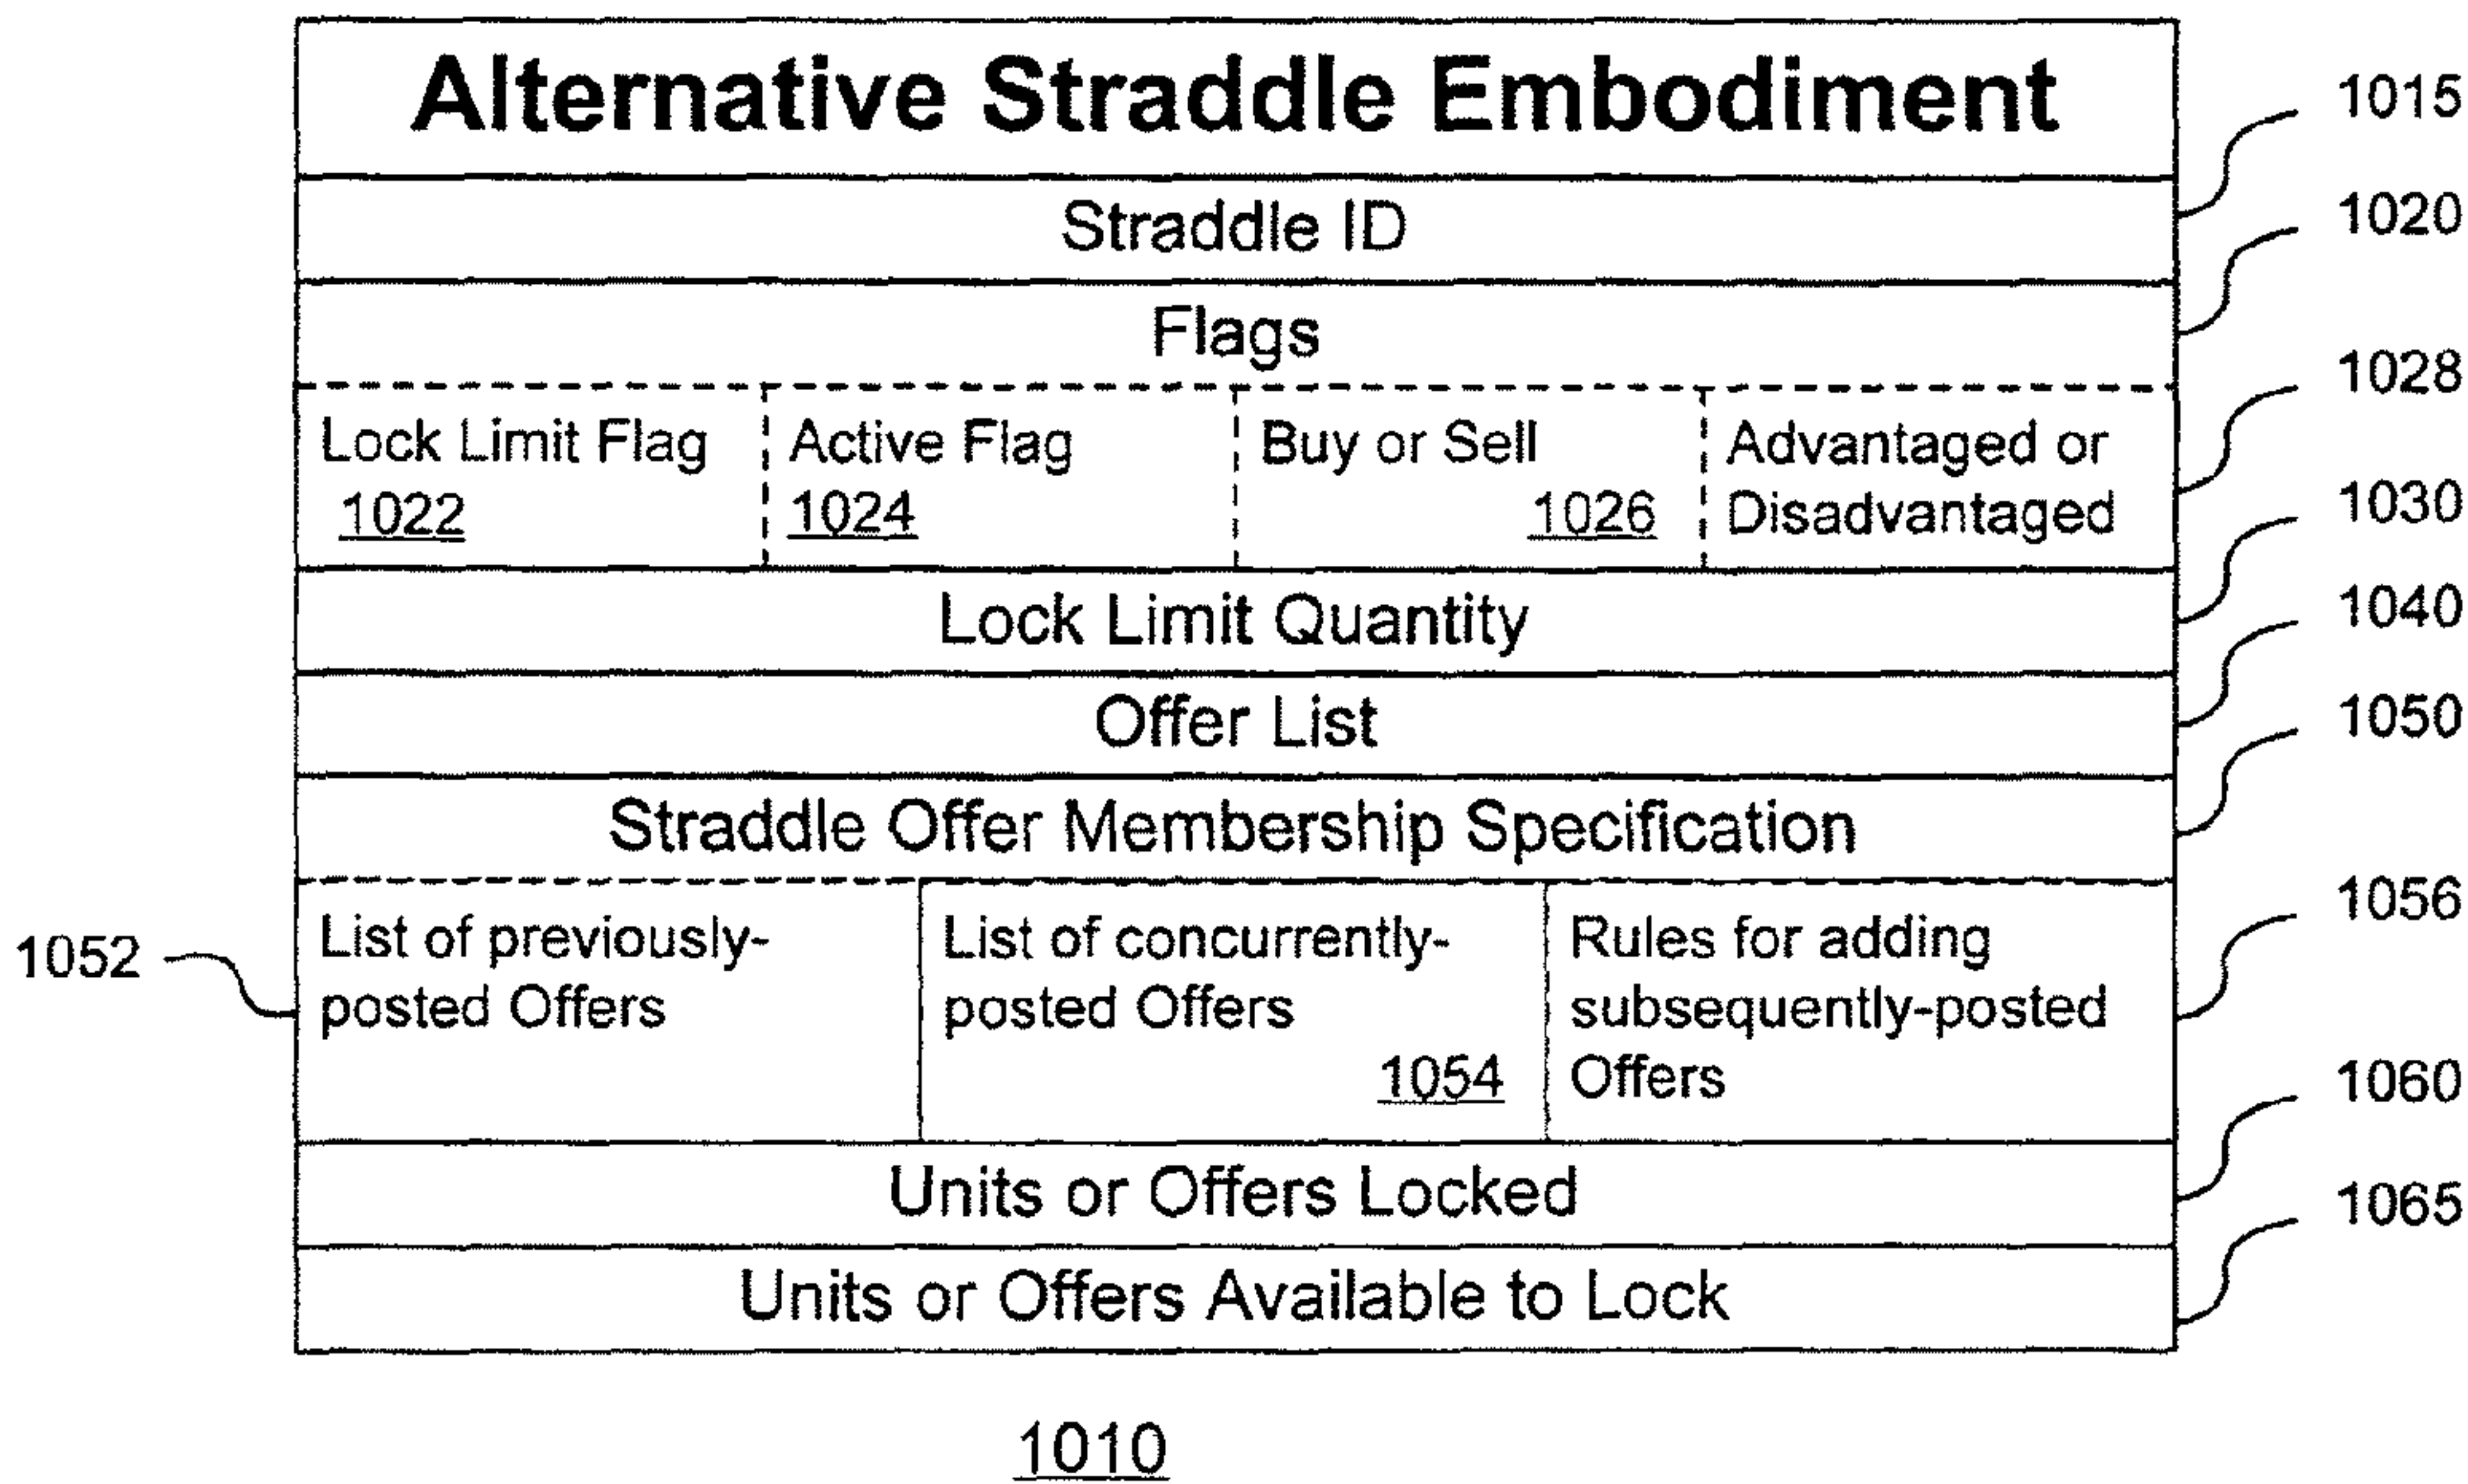 Alternative Straddle Embodiment
1015
Straddle ID
1020
Flags
1028
Lock Limit Flag
1022
Active Flag
1024
Buy or Sell
1026
Advantaged or
Disadvantaged
1030
Lock Limit Quantity
1040
Offer List
1050
Straddle Offer Membership Specification
1056
1052
List of previously-
posted Offers
List of concurrently-
posted Offers
1054
Rules for adding
subsequently-posted
Offers
1060
Units or Offers Locked
1065
Units or Offers Available to Lock
1010